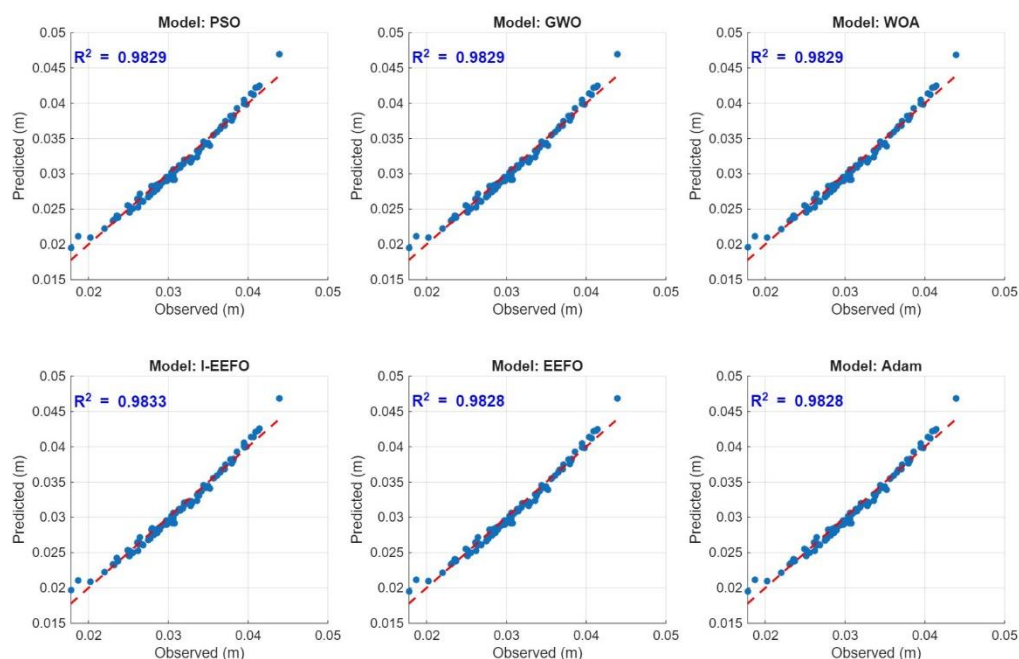 Model: PSO
R² = 0.9829
Predicted (m)
0.05
0.045
0.04
0.035
0.03
0.025
0.02
0.015
0.02 0.03 0.04 0.05
Observed (m)
Model: GWO
R² = 0.9829
Predicted (m)
0.05
0.045
0.04
0.035
0.03
0.025
0.02
0.015
0.02 0.03 0.04 0.05
Observed (m)
Model: WOA
R² = 0.9829
Predicted (m)
0.05
0.045
0.04
0.035
0.03
0.025
0.02
0.015
0.02 0.03 0.04 0.05
Observed (m)
Model: I-EEFO
R² = 0.9833
Predicted (m)
0.05
0.045
0.04
0.035
0.03
0.025
0.02
0.015
0.02 0.03 0.04 0.05
Observed (m)
Model: EEFO
R² = 0.9828
Predicted (m)
0.05
0.045
0.04
0.035
0.03
0.025
0.02
0.015
0.02 0.03 0.04 0.05
Observed (m)
Model: Adam
R² = 0.9828
Predicted (m)
0.05
0.045
0.04
0.035
0.03
0.025
0.02
0.015
0.02 0.03 0.04 0.05
Observed (m)